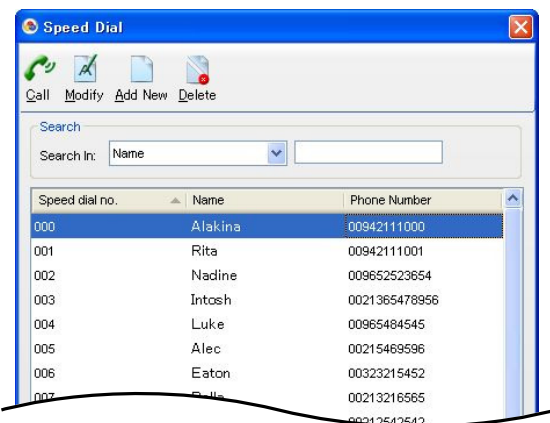 Speed Dial
Call Modify Add New Delete
Search
Search In: Name
Speed dial no. Name Phone Number
000 Alakina 00942111000
001 Rita 00942111001
002 Nadine 009652523654
003 Intosh 0021365478956
004 Luke 00965484545
005 Alec 00215469596
006 Eaton 00323215452
007 00213216565